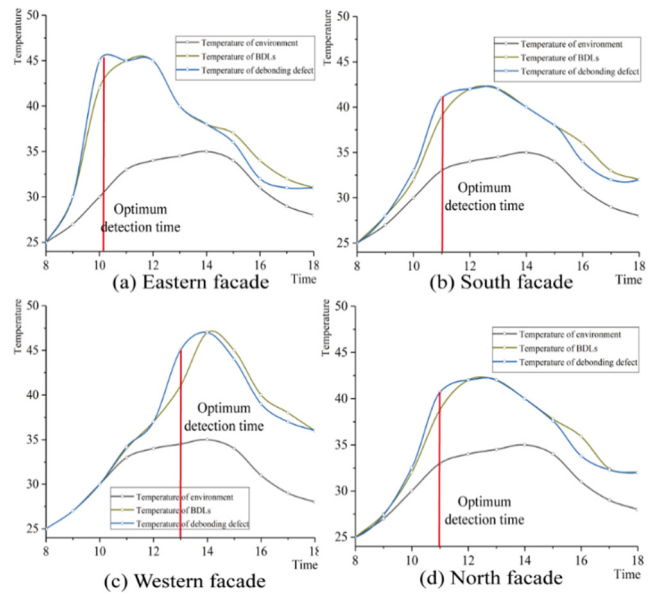 Temperature
50
45
40
35
30
25
8 10 12 14 16 18
Time
Temperature of environment
Temperature of BDLs
Temperature of debonding defect
Optimum
detection time
(a) Eastern facade
Temperature
50
45
40
35
30
25
8 10 12 14 16 18
Time
Temperature of environment
Temperature of BDLs
Temperature of debonding defect
Optimum
detection time
(b) South facade
Temperature
50
45
40
35
30
25
8 10 12 14 16 18
Time
Optimum
detection time
Temperature of environment
Temperature of BDLs
Temperature of debonding defect
(c) Western facade
Temperature
50
45
40
35
30
25
8 10 12 14 16 18
Time
Temperature of environment
Temperature of BDLs
Temperature of debonding defect
Optimum
detection time
(d) North facade